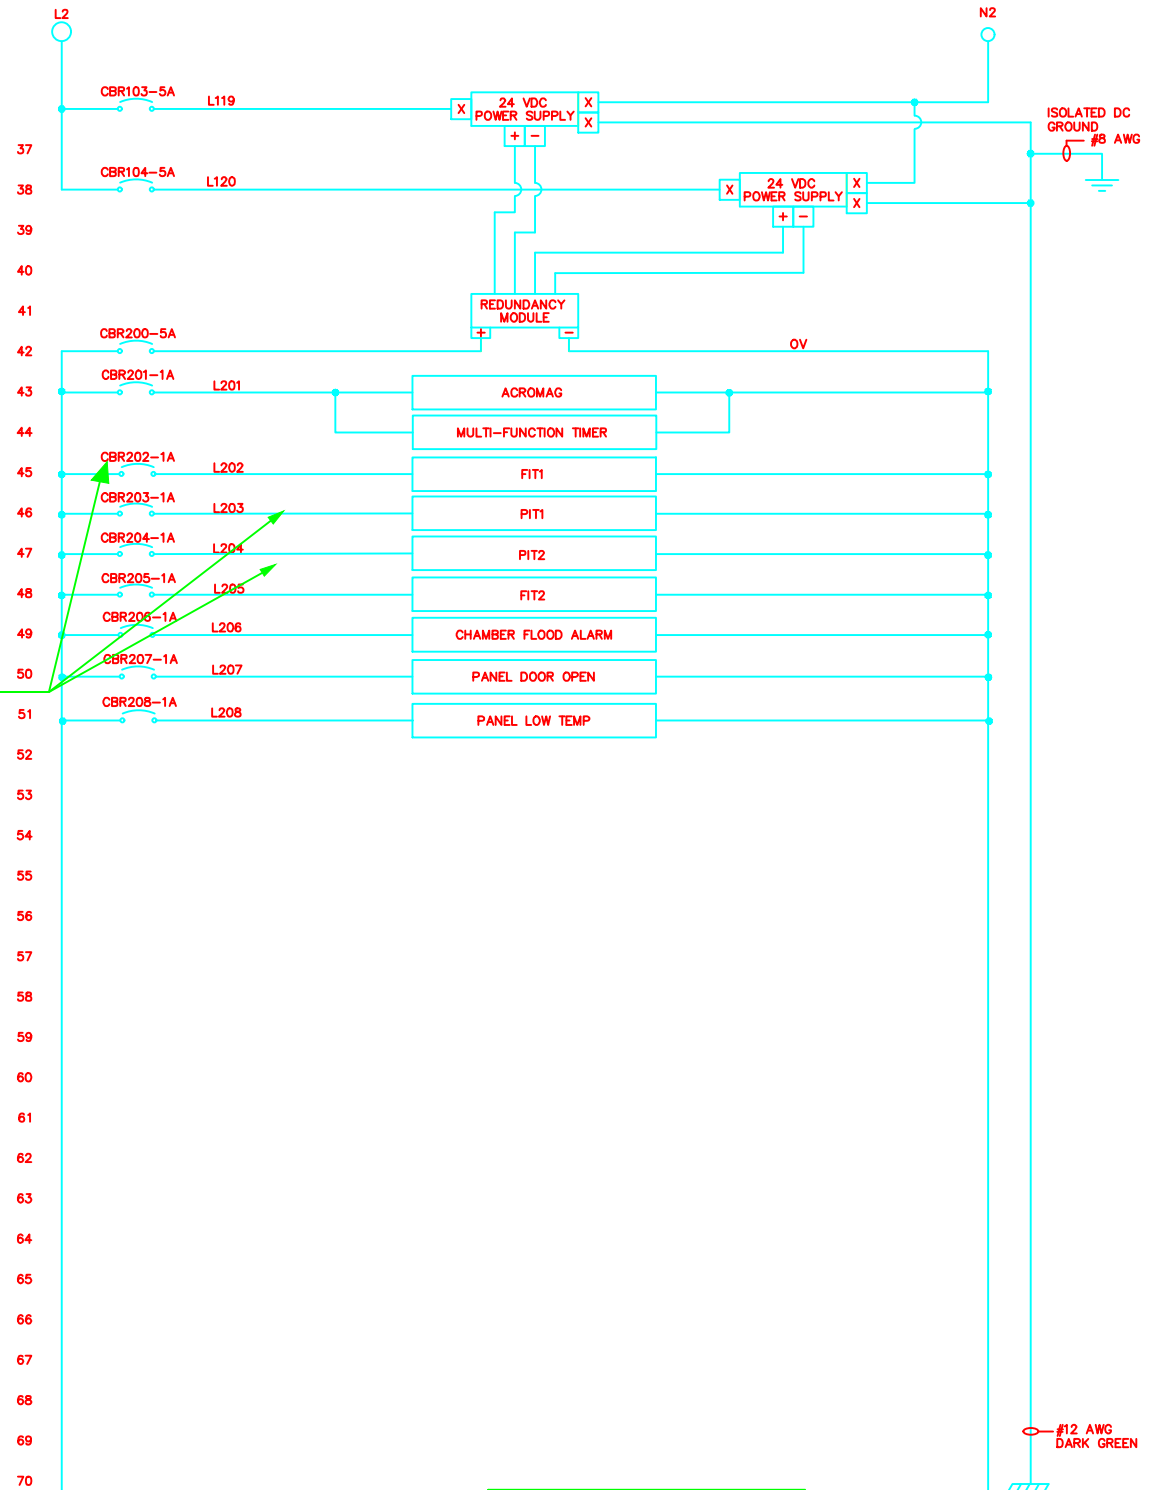 L2
N2
CBR103-5A
L119
X
24 VDC
POWER SUPPLY
X
X
+ -
ISOLATED DC
GROUND
#8 AWG
37
CBR104-5A
L120
38
X
24 VDC
POWER SUPPLY
X
X
+ -
39
40
REDUNDANCY
MODULE
+ -
41
CBR200-5A
0V
42
CBR201-1A
L201
ACROMAG
43
MULTI-FUNCTION TIMER
44
CBR202-1A
L202
FIT1
45
CBR203-1A
L203
PIT1
46
CBR204-1A
L204
PIT2
47
CBR205-1A
L205
FIT2
48
CBR206-1A
L206
CHAMBER FLOOD ALARM
49
CBR207-1A
L207
PANEL DOOR OPEN
50
CBR208-1A
L208
PANEL LOW TEMP
51
52
53
54
55
56
57
58
59
60
61
62
63
64
65
66
67
68
#12 AWG
DARK GREEN
69
70